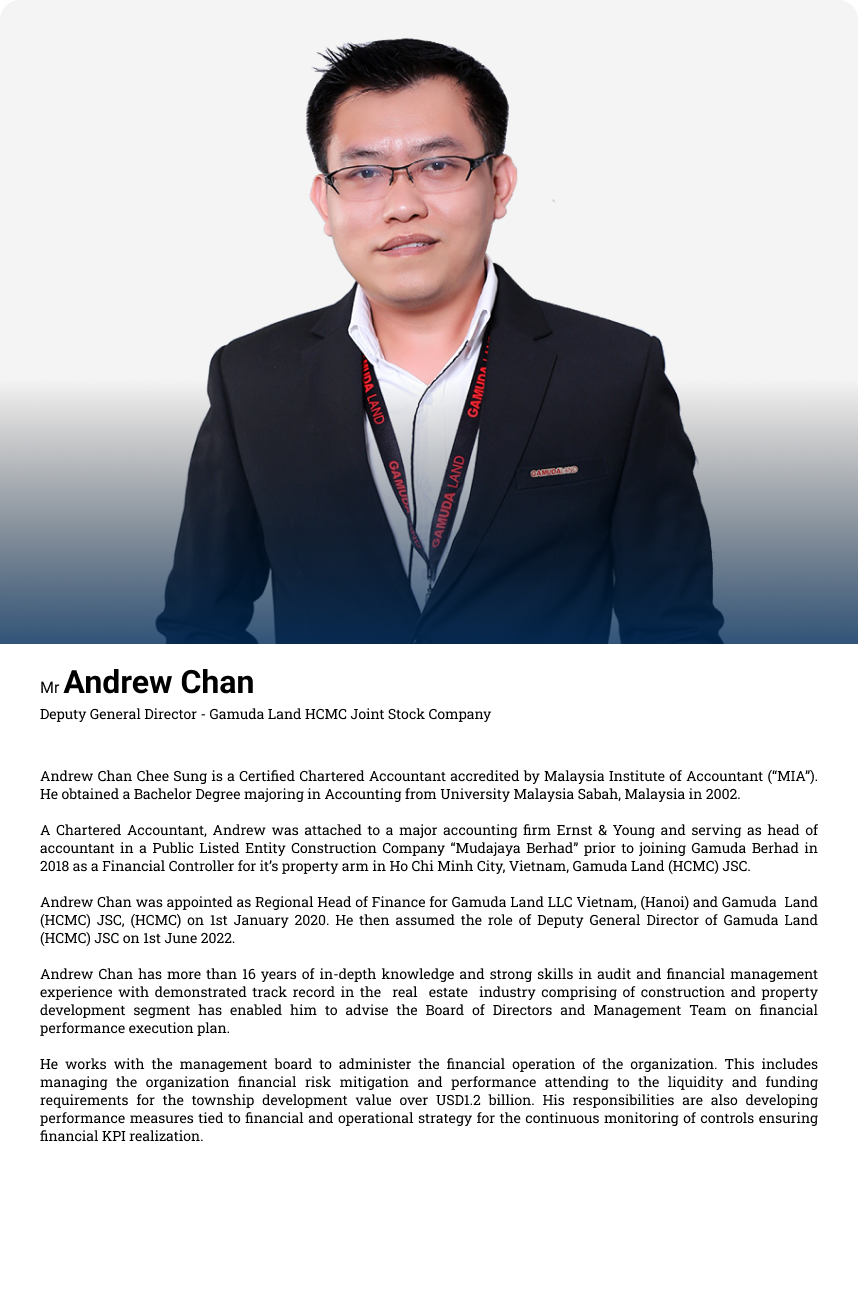 GAMUDA LAND
GAMUDA LAND
GAMUDA
GAMUDA LAND
GAMUDA LAND
Mr Andrew Chan
Deputy General Director - Gamuda Land HCMC Joint Stock Company
Andrew Chan Chee Sung is a Certified Chartered Accountant accredited by Malaysia Institute of Accountant (“MIA”).
He obtained a Bachelor Degree majoring in Accounting from University Malaysia Sabah, Malaysia in 2002.
A Chartered Accountant, Andrew was attached to a major accounting firm Ernst & Young and serving as head of
accountant in a Public Listed Entity Construction Company “Mudajaya Berhad” prior to joining Gamuda Berhad in
2018 as a Financial Controller for it’s property arm in Ho Chi Minh City, Vietnam, Gamuda Land (HCMC) JSC.
Andrew Chan was appointed as Regional Head of Finance for Gamuda Land LLC Vietnam, (Hanoi) and Gamuda Land
(HCMC) JSC, (HCMC) on 1st January 2020. He then assumed the role of Deputy General Director of Gamuda Land
(HCMC) JSC on 1st June 2022.
Andrew Chan has more than 16 years of in-depth knowledge and strong skills in audit and financial management
experience with demonstrated track record in the real estate industry comprising of construction and property
development segment has enabled him to advise the Board of Directors and Management Team on financial
performance execution plan.
He works with the management board to administer the financial operation of the organization. This includes
managing the organization financial risk mitigation and performance attending to the liquidity and funding
requirements for the township development value over USD1.2 billion. His responsibilities are also developing
performance measures tied to financial and operational strategy for the continuous monitoring of controls ensuring
financial KPI realization.